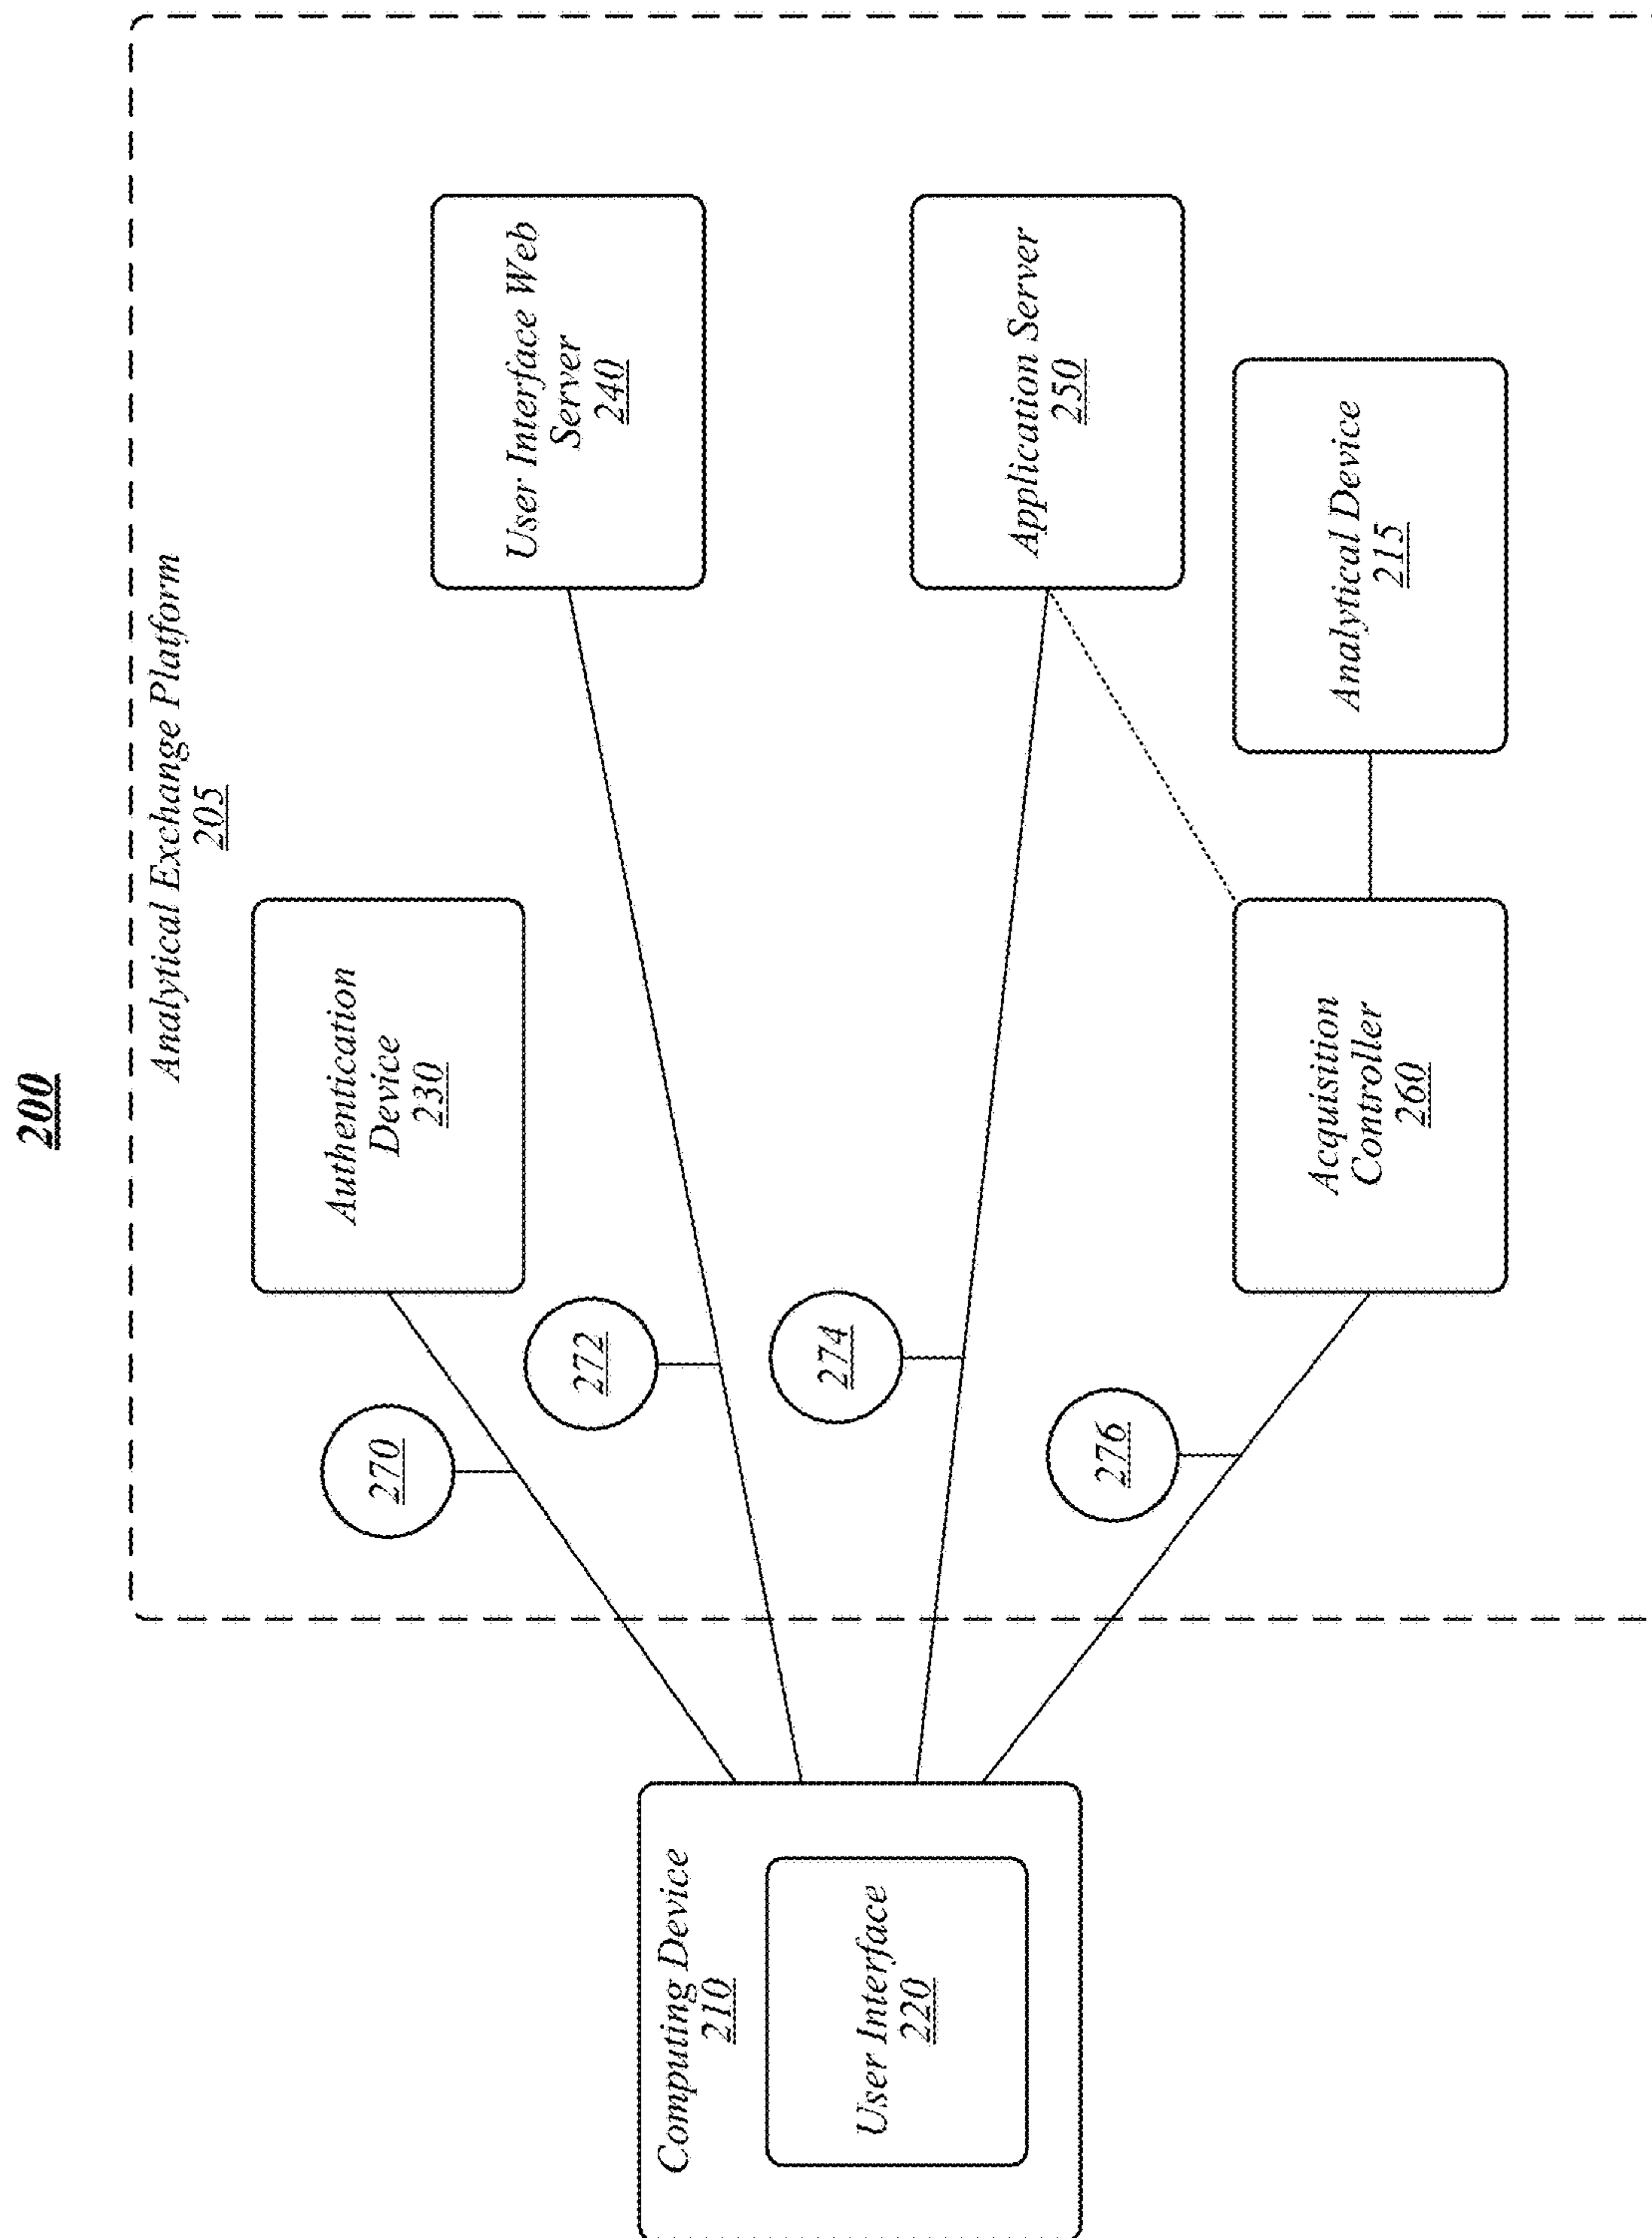 200
Analytical Exchange Platform
205
Authentication
Device
230
User Interface Web
Server
240
270
272
Computing Device
210
User Interface
220
274
Application Server
250
276
Acquisition
Controller
260
Analytical Device
215